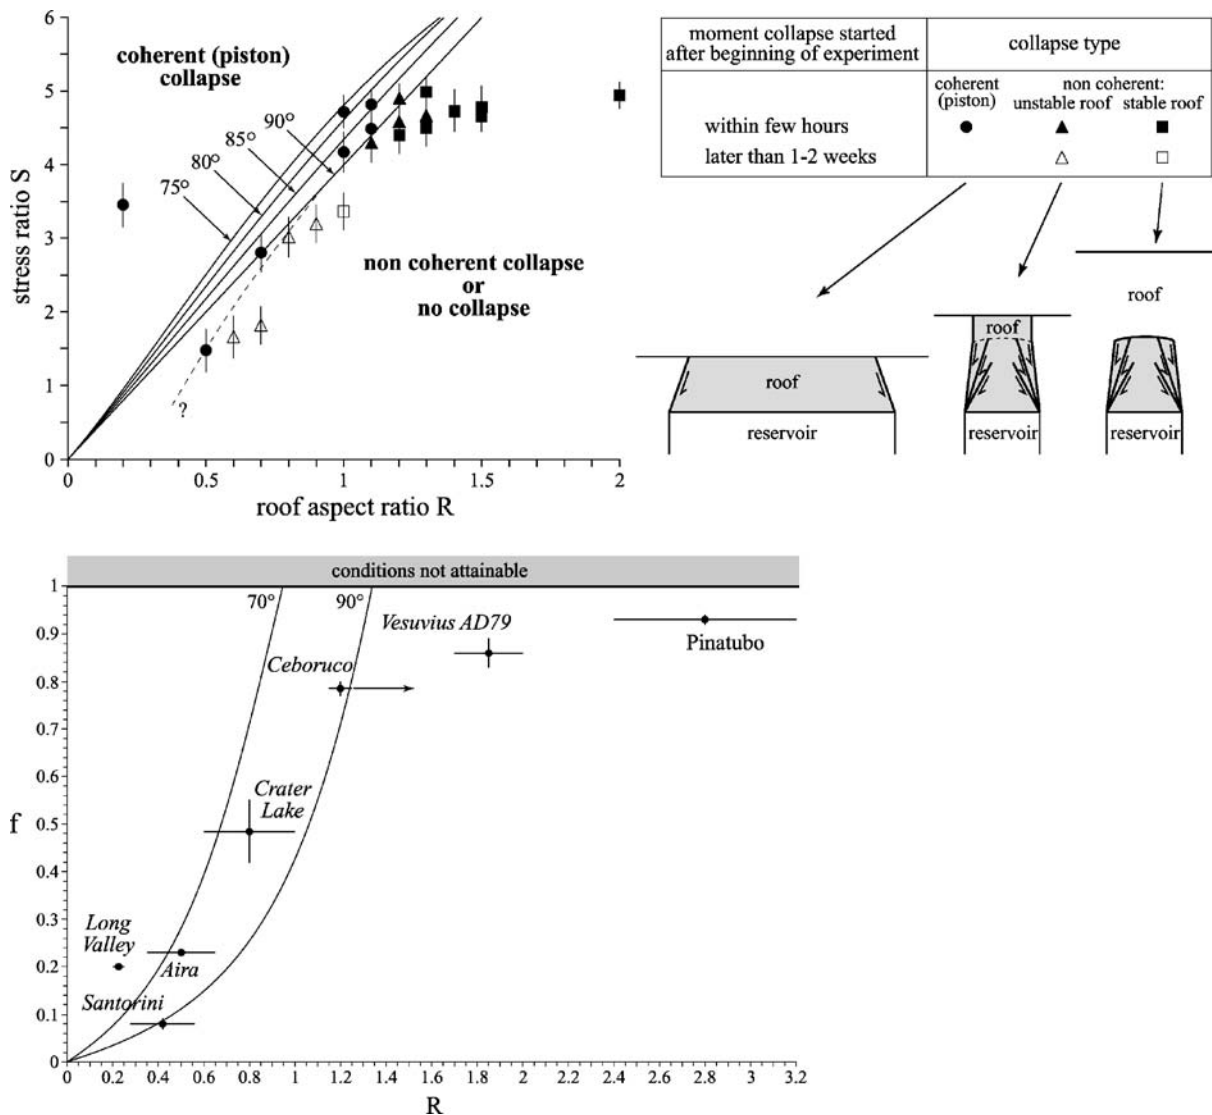 6
5
4
3
2
1
0
stress ratio S
coherent (piston)
collapse
75°
80°
85°
90°
?
non coherent collapse
or
no collapse
0
0.5
1
1.5
2
roof aspect ratio R
moment collapse started
after beginning of experiment
collapse type
coherent
(piston)
non coherent:
unstable roof
stable roof
within few hours
later than 1-2 weeks
roof
reservoir
roof
reservoir
roof
reservoir
conditions not attainable
1
0.9
0.8
0.7
0.6
0.5
0.4
0.3
0.2
0.1
0
f
70°
90°
Vesuvius AD79
Pinatubo
Ceboruco
Crater
Lake
Long
Valley
Aira
Santorini
0
0.2
0.4
0.6
0.8
1
1.2
1.4
1.6
1.8
2
2.2
2.4
2.6
2.8
3
3.2
R